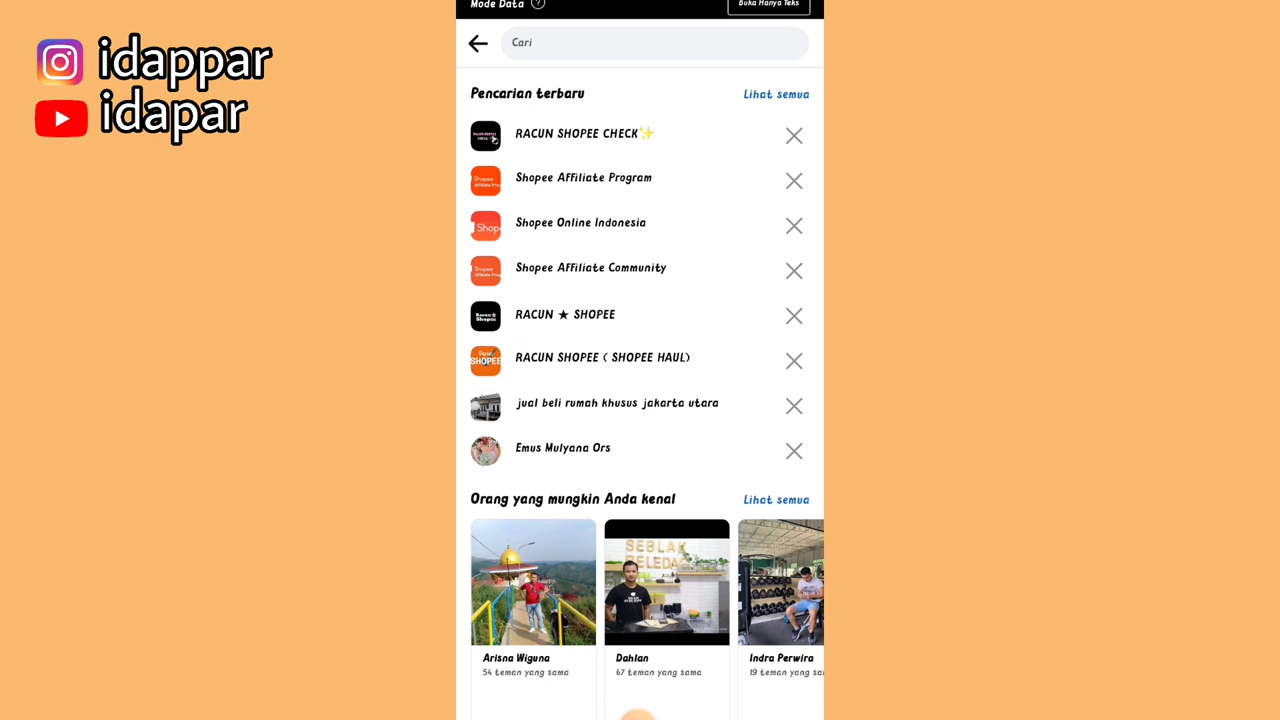 idappar
idapar
Mode Data ?
Buka Hanya Teks
Cari
Pencarian terbaru
Lihat semua
RACUN SHOPEE CHECK✨
Shopee Affiliate Program
Shopee Online Indonesia
Shopee Affiliate Community
RACUN ★ SHOPEE
RACUN SHOPEE ( SHOPEE HAUL)
jual beli rumah khusus jakarta utara
Emus Mulyana Ors
Orang yang mungkin Anda kenal
Lihat semua
SEBLAK
Arisna Wiguna
54 teman yang sama
Dahlan
67 teman yang sama
Indra Perwira
19 teman yang